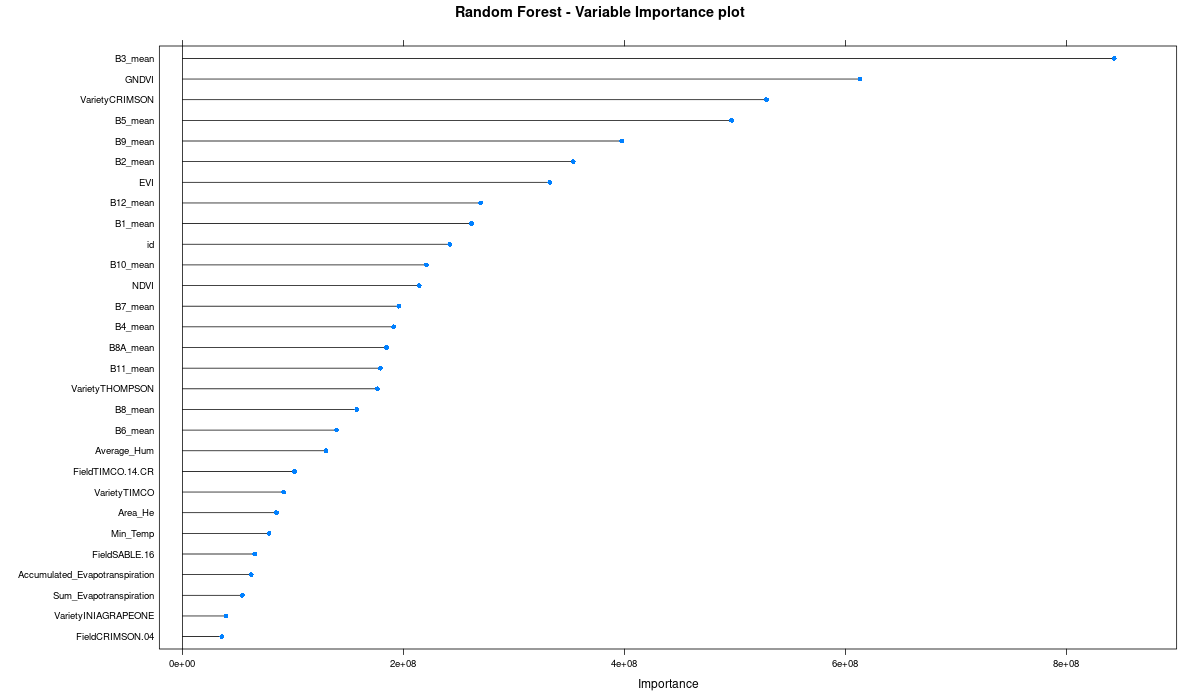 Random Forest - Variable Importance plot
B3_mean
GNDVI
VarietyCRIMSON
B5_mean
B9_mean
B2_mean
EVI
B12_mean
B1_mean
id
B10_mean
NDVI
B7_mean
B4_mean
B8A_mean
B11_mean
VarietyTHOMPSON
B8_mean
B6_mean
Average_Hum
FieldTIMCO.14.CR
VarietyTIMCO
Area_He
Min_Temp
FieldSABLE.16
Accumulated_Evapotranspiration
Sum_Evapotranspiration
VarietyINIAGRAPEONE
FieldCRIMSON.04
0e+00 2e+08 4e+08 6e+08 8e+08
Importance